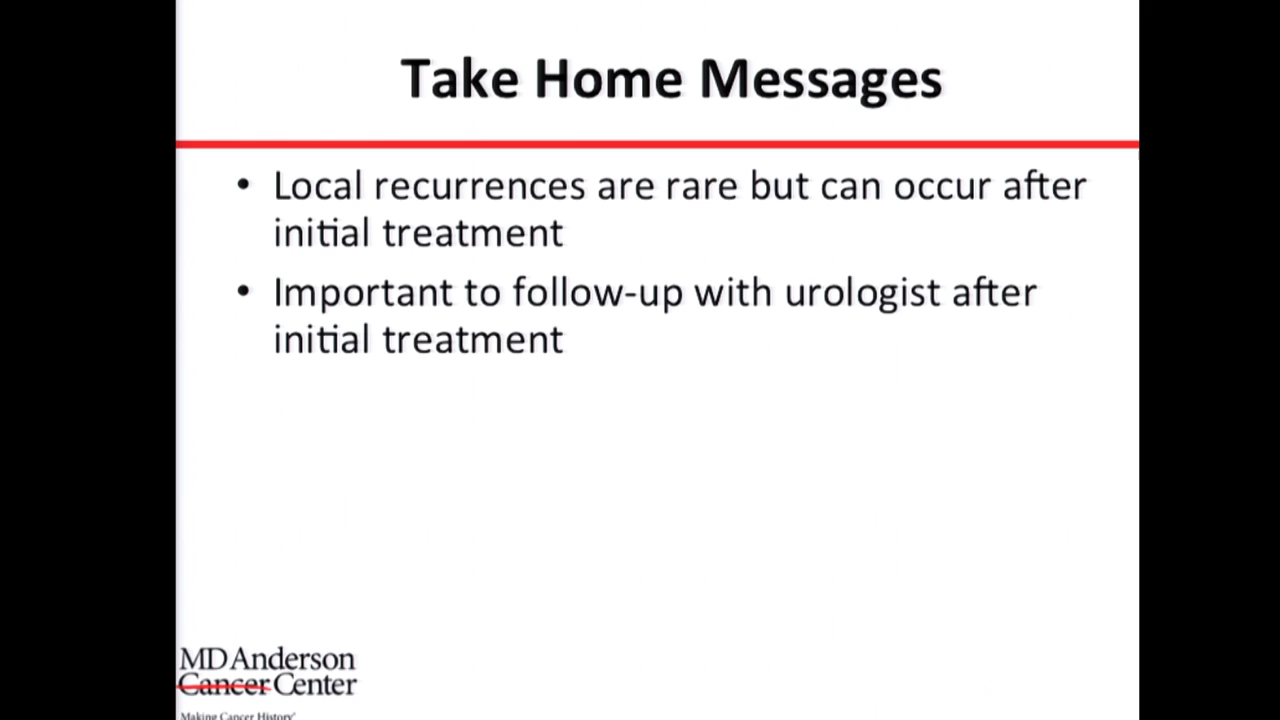 Take Home Messages
• Local recurrences are rare but can occur after
initial treatment
• Important to follow-up with urologist after
initial treatment
MD Anderson
Cancer Center
Making Cancer History®